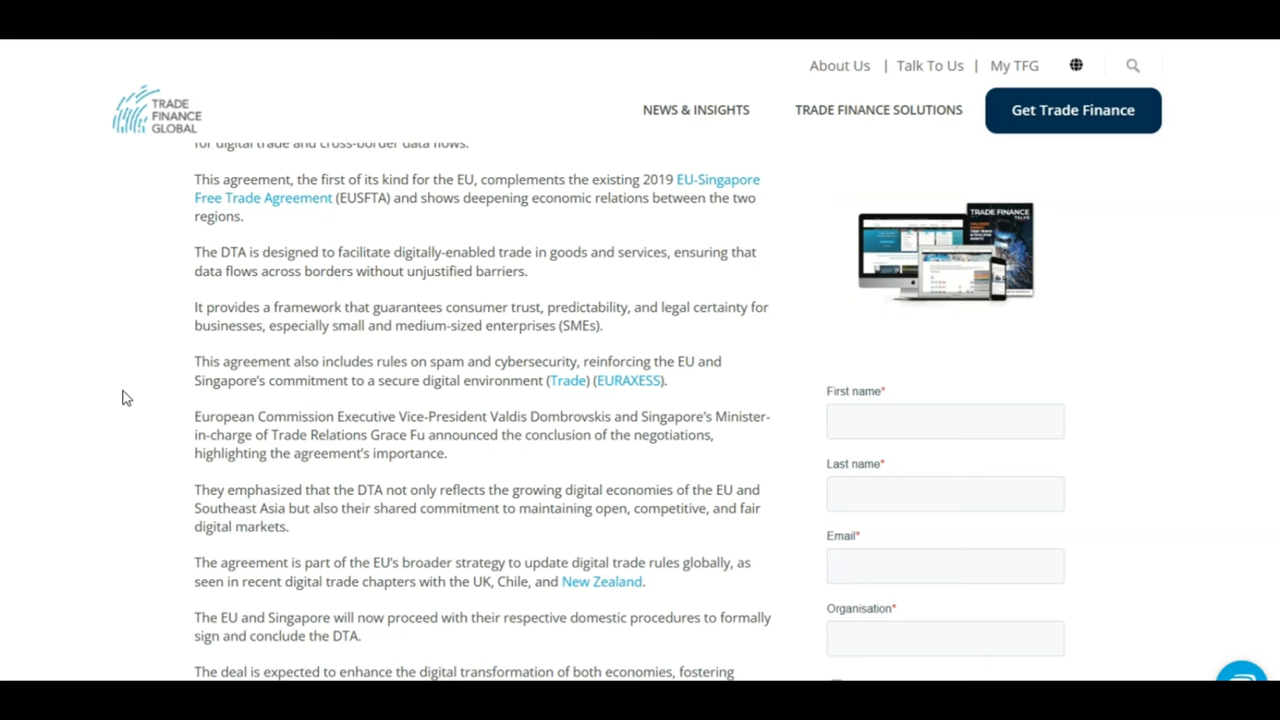 About Us | Talk To Us | My TFG
TRADE
FINANCE
GLOBAL
NEWS & INSIGHTS
TRADE FINANCE SOLUTIONS
Get Trade Finance
for digital trade and cross-border data flows.
This agreement, the first of its kind for the EU, complements the existing 2019 EU-Singapore
Free Trade Agreement (EUSFTA) and shows deepening economic relations between the two
regions.
The DTA is designed to facilitate digitally-enabled trade in goods and services, ensuring that
data flows across borders without unjustified barriers.
It provides a framework that guarantees consumer trust, predictability, and legal certainty for
businesses, especially small and medium-sized enterprises (SMEs).
This agreement also includes rules on spam and cybersecurity, reinforcing the EU and
Singapore's commitment to a secure digital environment (Trade) (EURAXESS).
European Commission Executive Vice-President Valdis Dombrovskis and Singapore's Minister-
in-charge of Trade Relations Grace Fu announced the conclusion of the negotiations,
highlighting the agreement's importance.
They emphasized that the DTA not only reflects the growing digital economies of the EU and
Southeast Asia but also their shared commitment to maintaining open, competitive, and fair
digital markets.
The agreement is part of the EU's broader strategy to update digital trade rules globally, as
seen in recent digital trade chapters with the UK, Chile, and New Zealand.
The EU and Singapore will now proceed with their respective domestic procedures to formally
sign and conclude the DTA.
The deal is expected to enhance the digital transformation of both economies, fostering
TRADE FINANCE
TALKS
First name*
Last name*
Email*
Organisation*